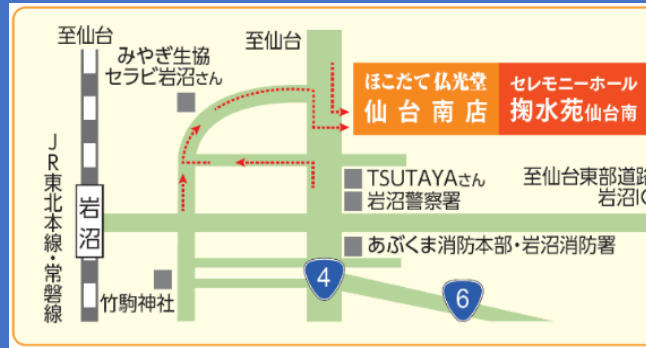 至仙台
至仙台
みやぎ生協
セラビ岩沼さん
ほこだて仏光堂
仙台南店
セレモニーホール
掬水苑仙台南
JR東北本線・常磐線
岩沼
TSUTAYAさん
岩沼警察署
至仙台東部道路
岩沼IC
あぶくま消防本部・岩沼消防署
竹駒神社
4
6